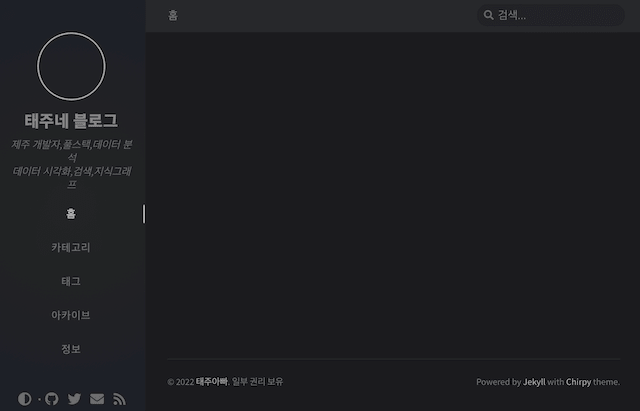 홈
검색...
태주네 블로그
제주 개발자,풀스택,데이터 분
석
데이터 시각화,검색,지식그래
프
홈
카테고리
태그
아카이브
정보
© 2022 태주아빠. 일부 권리 보유
Powered by Jekyll with Chirpy theme.